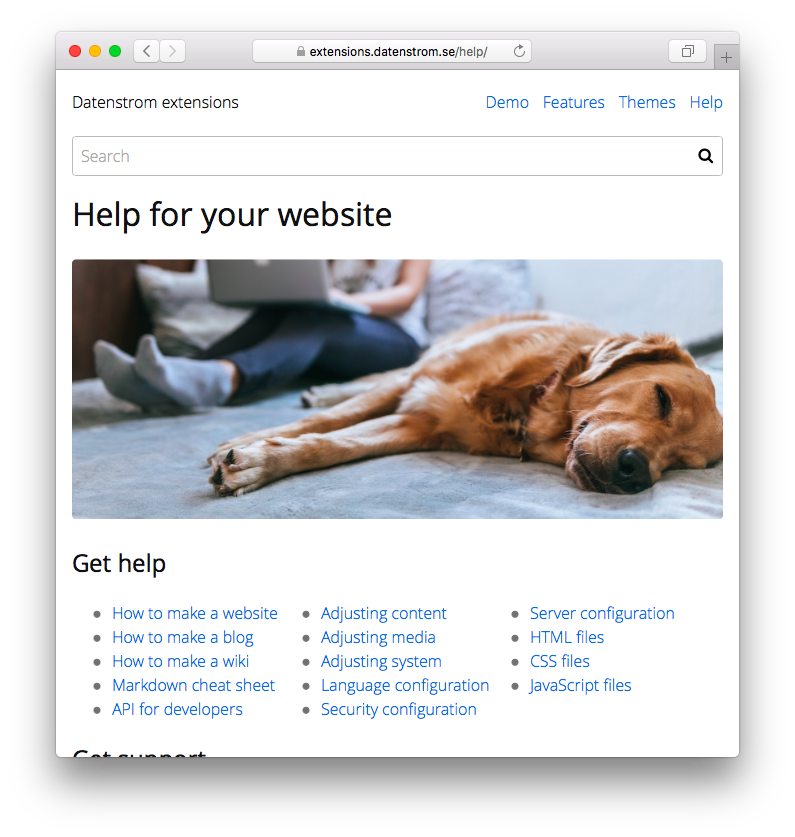 extensions.datenstrom.se/help/
Datenstrom extensions
Demo Features Themes Help
Search
Help for your website
Get help
How to make a website
How to make a blog
How to make a wiki
Markdown cheat sheet
API for developers
Adjusting content
Adjusting media
Adjusting system
Language configuration
Security configuration
Server configuration
HTML files
CSS files
JavaScript files
Get support